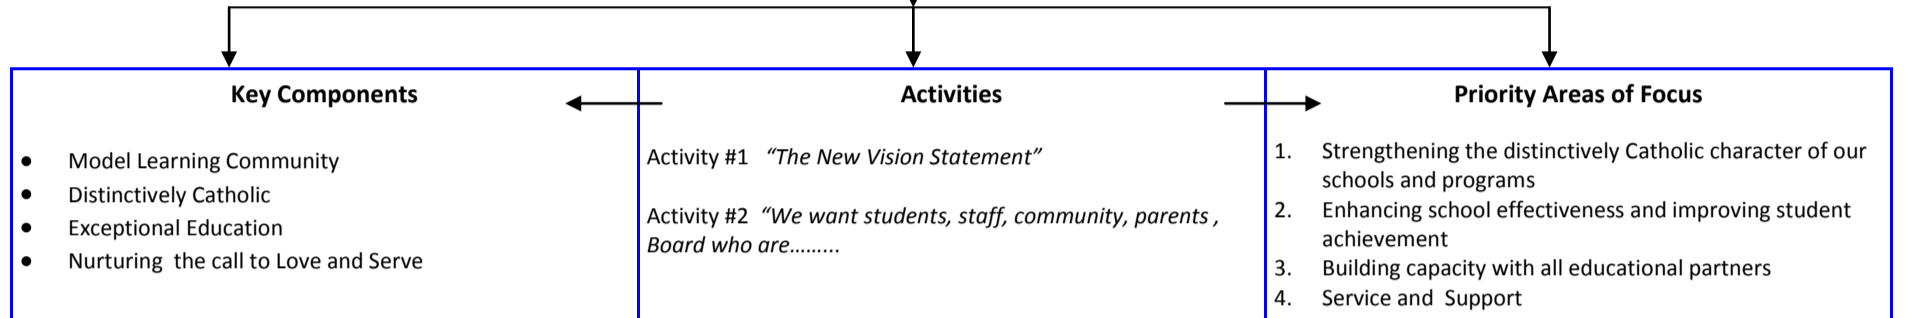 Key Components
• Model Learning Community
• Distinctively Catholic
• Exceptional Education
• Nurturing the call to Love and Serve
Activities
Activity #1 “The New Vision Statement”
Activity #2 “We want students, staff, community, parents ,
Board who are.........
Priority Areas of Focus
1. Strengthening the distinctively Catholic character of our
schools and programs
2. Enhancing school effectiveness and improving student
achievement
3. Building capacity with all educational partners
4. Service and Support